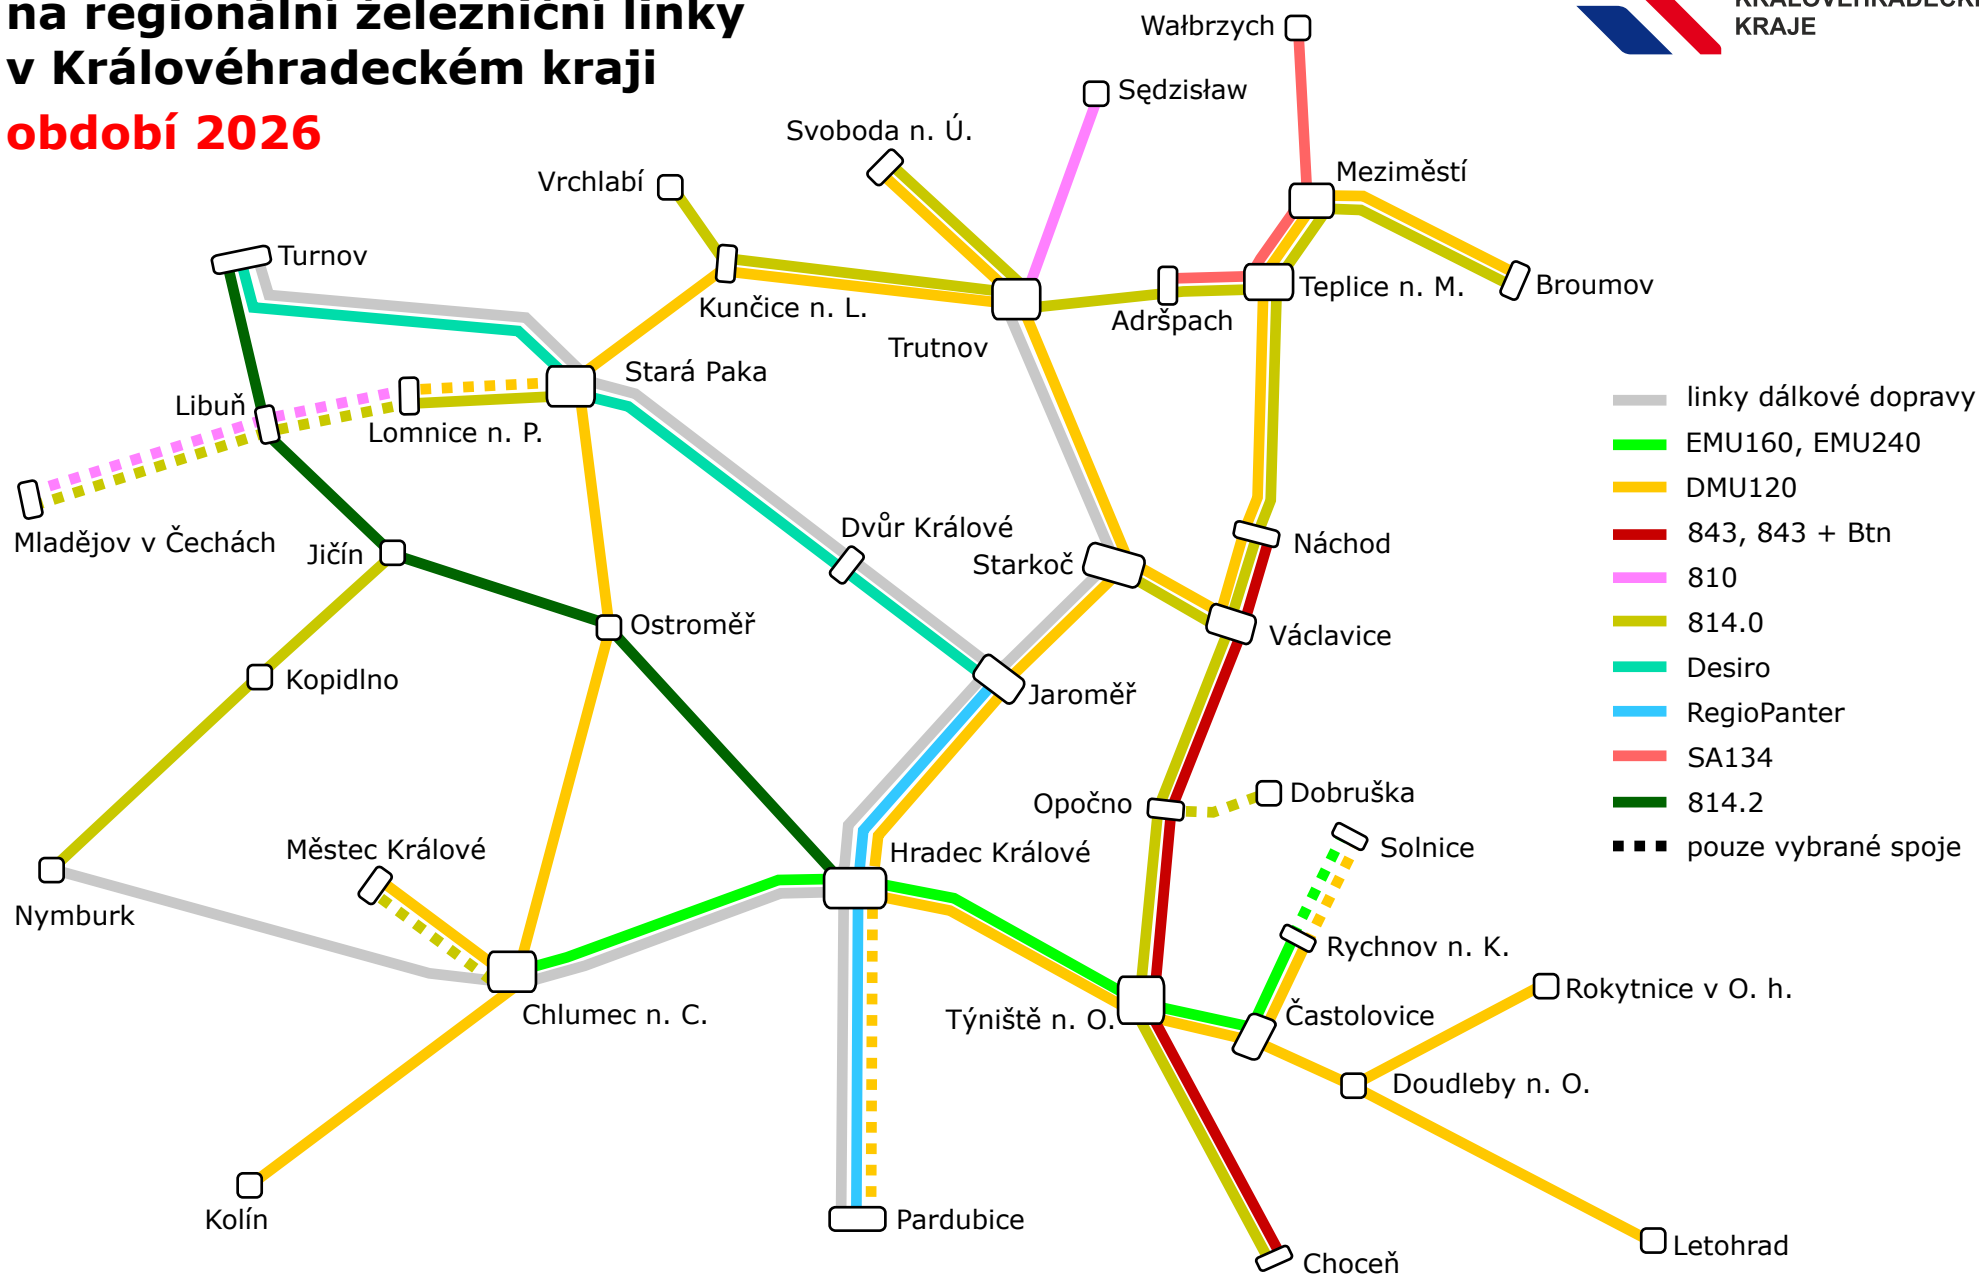 na regionální železniční linky
v Královéhradeckém kraji
období 2026
KRAJE
Wałbrzych
Sędzisław
Svoboda n. Ú.
Vrchlabí
Meziměstí
Turnov
Kunčice n. L.
Teplice n. M.
Broumov
Adršpach
Trutnov
Stará Paka
Libuň
Lomnice n. P.
Mladějov v Čechách
Jičín
Dvůr Králové
Starkoč
Náchod
Ostroměř
Václavice
Kopidlno
Jaroměř
Opočno
Dobruška
Městec Králové
Hradec Králové
Solnice
Nymburk
Rychnov n. K.
Rokytnice v O. h.
Chlumec n. C.
Týniště n. O.
Častolovice
Doudleby n. O.
Kolín
Pardubice
Choceň
Letohrad
linky dálkové dopravy
EMU160, EMU240
DMU120
843, 843 + Btn
810
814.0
Desiro
RegioPanter
SA134
814.2
pouze vybrané spoje